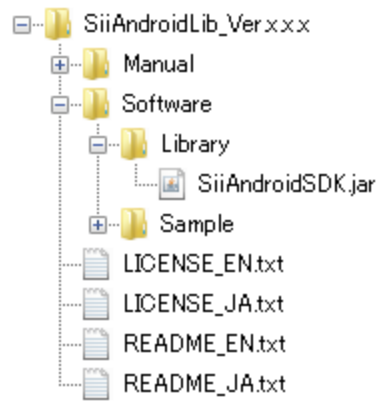 SiiAndroidLib_Ver.x.x.x
Manual
Software
Library
SiiAndroidSDK.jar
Sample
LICENSE_EN.txt
LICENSE_JA.txt
README_EN.txt
README_JA.txt